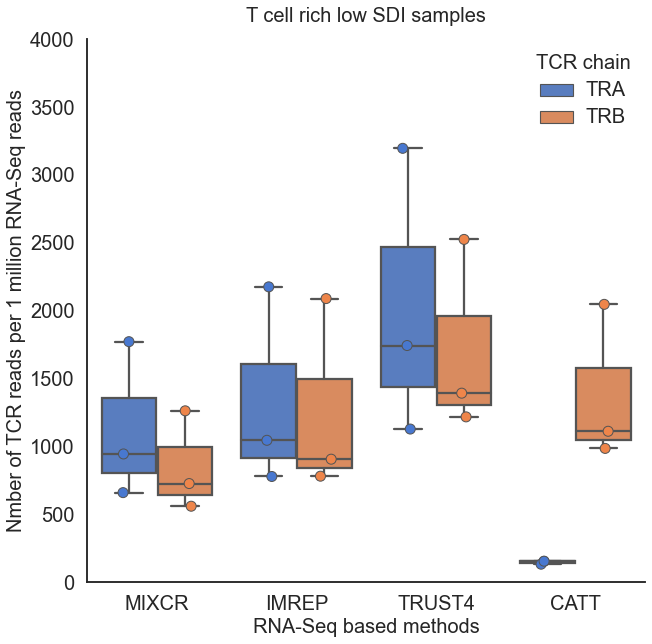 T cell rich low SDI samples
4000
3500
3000
2500
2000
1500
1000
500
0
Nmber of TCR reads per 1 million RNA-Seq reads
TCR chain
TRA
TRB
MIXCR
IMREP
TRUST4
CATT
RNA-Seq based methods